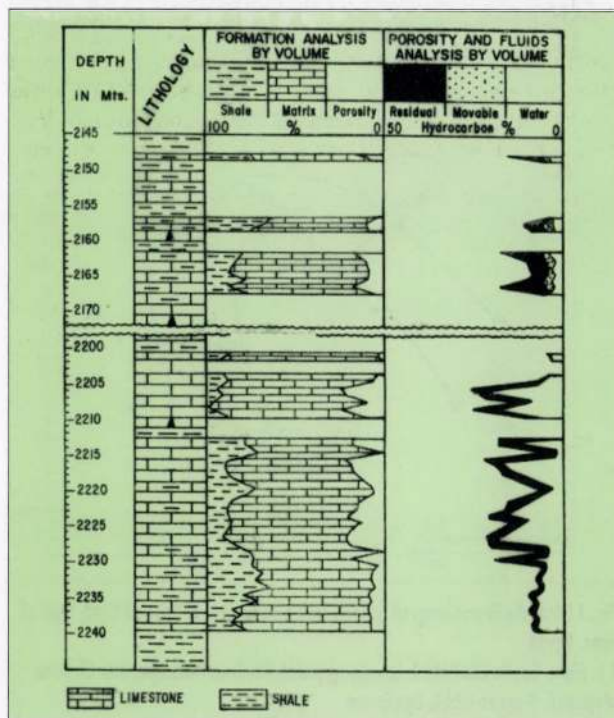 DEPTH
IN Mts.
LITHOLOGY
FORMATION ANALYSIS
BY VOLUME
POROSITY AND FLUIDS
ANALYSIS BY VOLUME
Shale Matrix Porosity
100 % 0
Residual Movable Water
50 Hydrocarbon % 0
2145
2150
2155
2160
2165
2170
2200
2205
2210
2215
2220
2225
2230
2235
2240
LIMESTONE
SHALE